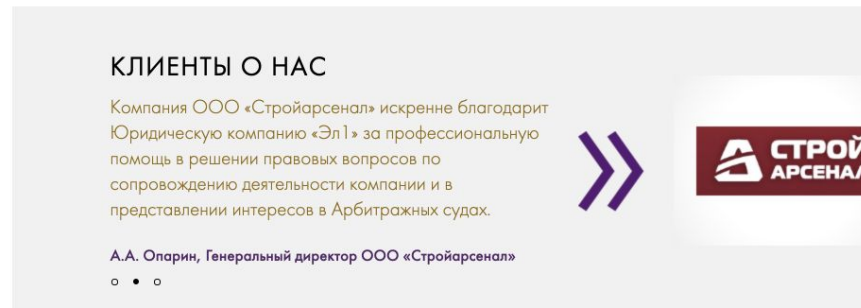 КЛИЕНТЫ О НАС
Компания ООО «Стройарсенал» искренне благодарит
Юридическую компанию «Эл1» за профессиональную
помощь в решении правовых вопросов по
сопровождению деятельности компании и в
представлении интересов в Арбитражных судах.
А.А. Опарин, Генеральный директор ООО «Стройарсенал»
СТРОЙ
АРСЕНАЛ